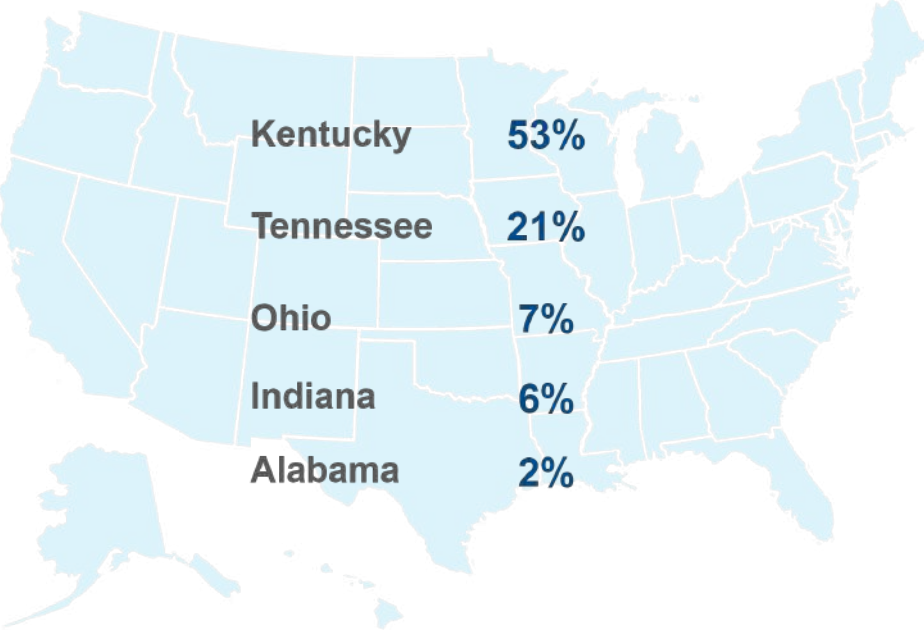 Kentucky 53%
Tennessee 21%
Ohio 7%
Indiana 6%
Alabama 2%